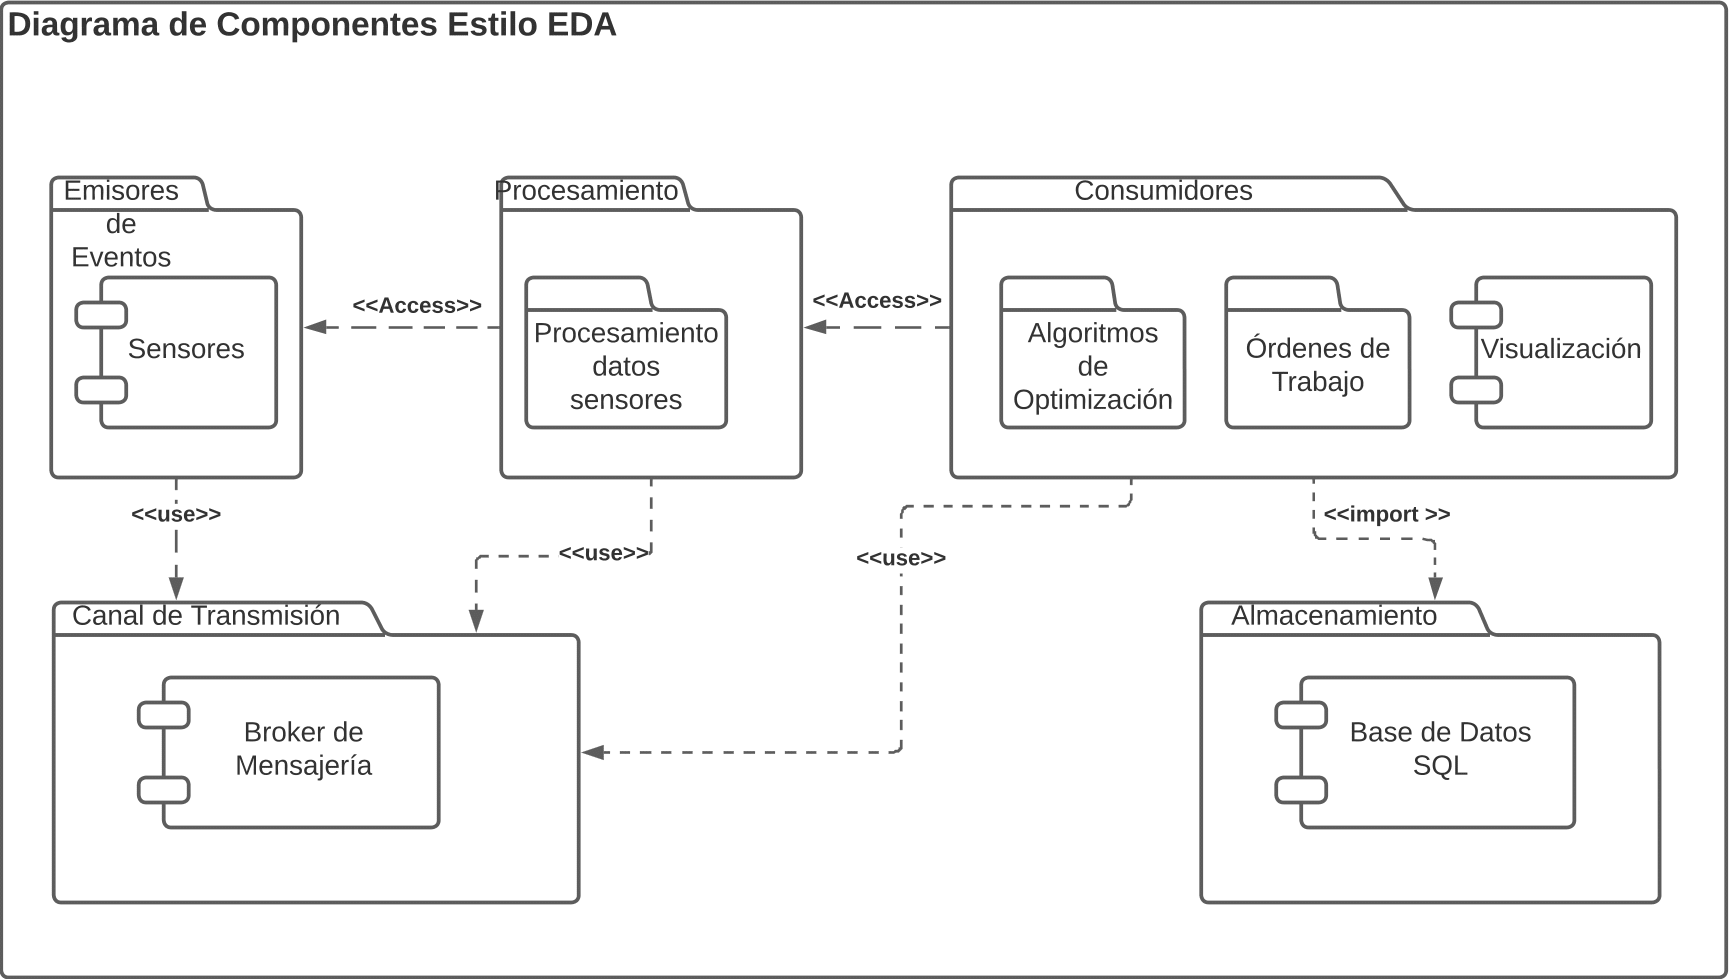 Diagrama de Componentes Estilo EDA
Emisores
de
Eventos
Sensores
<<Access>>
Procesamiento
Procesamiento
datos
sensores
<<Access>>
Consumidores
Algoritmos
de
Optimización
Órdenes de
Trabajo
Visualización
<<use>>
<<use>>
<<use>>
<<import >>
Canal de Transmisión
Broker de
Mensajería
Almacenamiento
Base de Datos
SQL